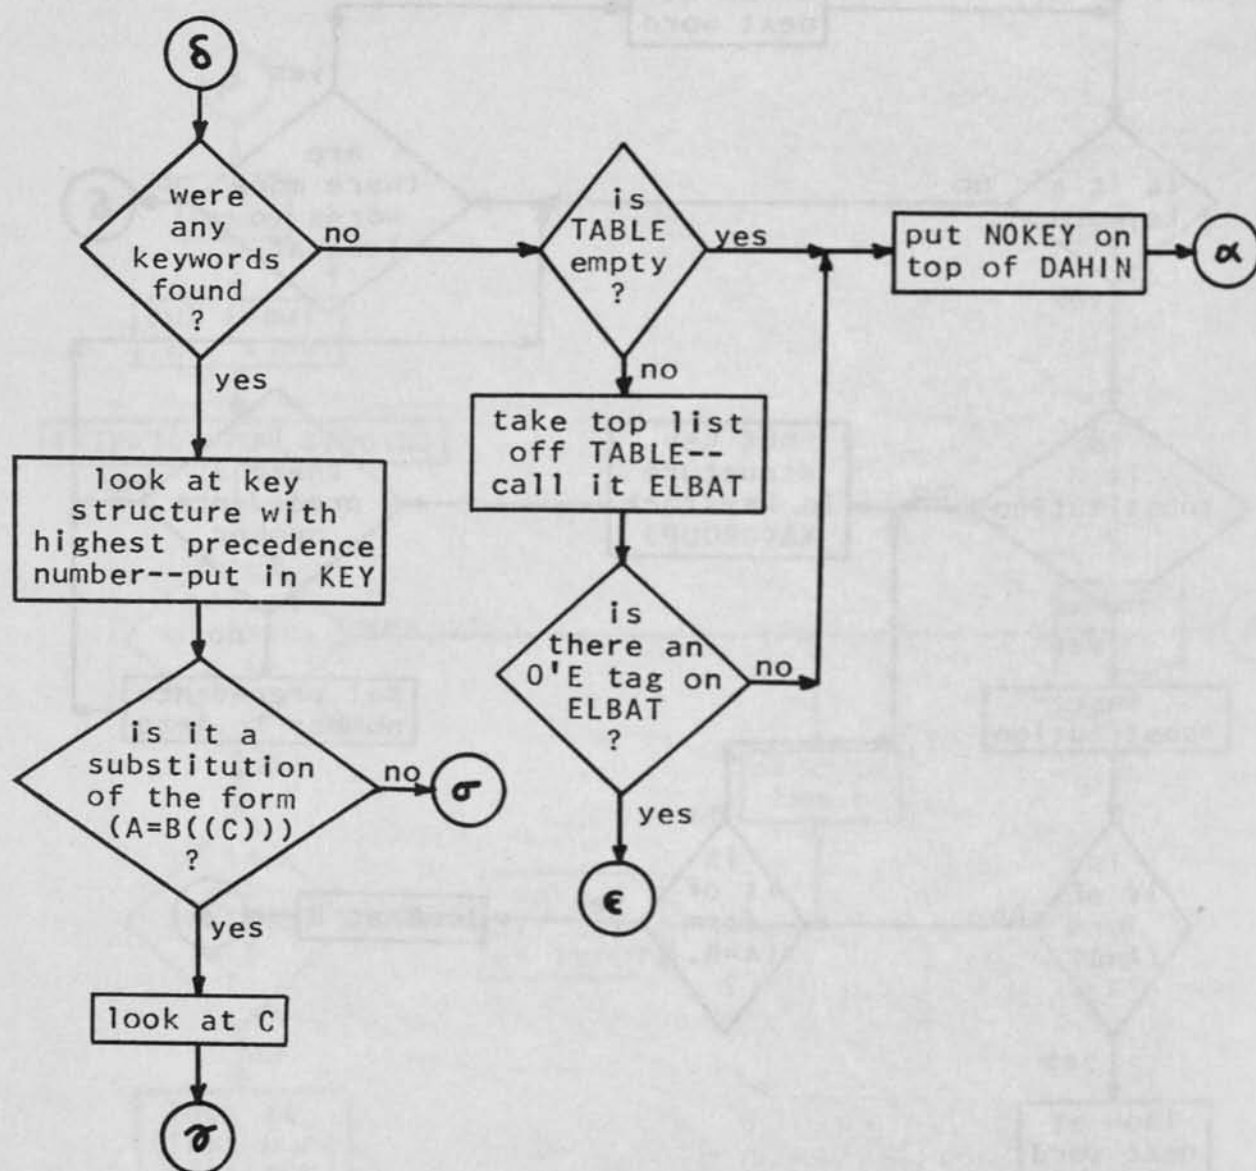 δ
were
any
keywords
found
?
no
yes
is
TABLE
empty
?
yes
no
put NOKEY on
top of DAHIN
α
take top list
off TABLE--
call it ELBAT
is
there an
O'E tag on
ELBAT
?
no
yes
ϵ
look at key
structure with
highest precedence
number--put in KEY
is it a
substitution
of the form
(A=B((C)))
?
no
σ
yes
look at C
γ